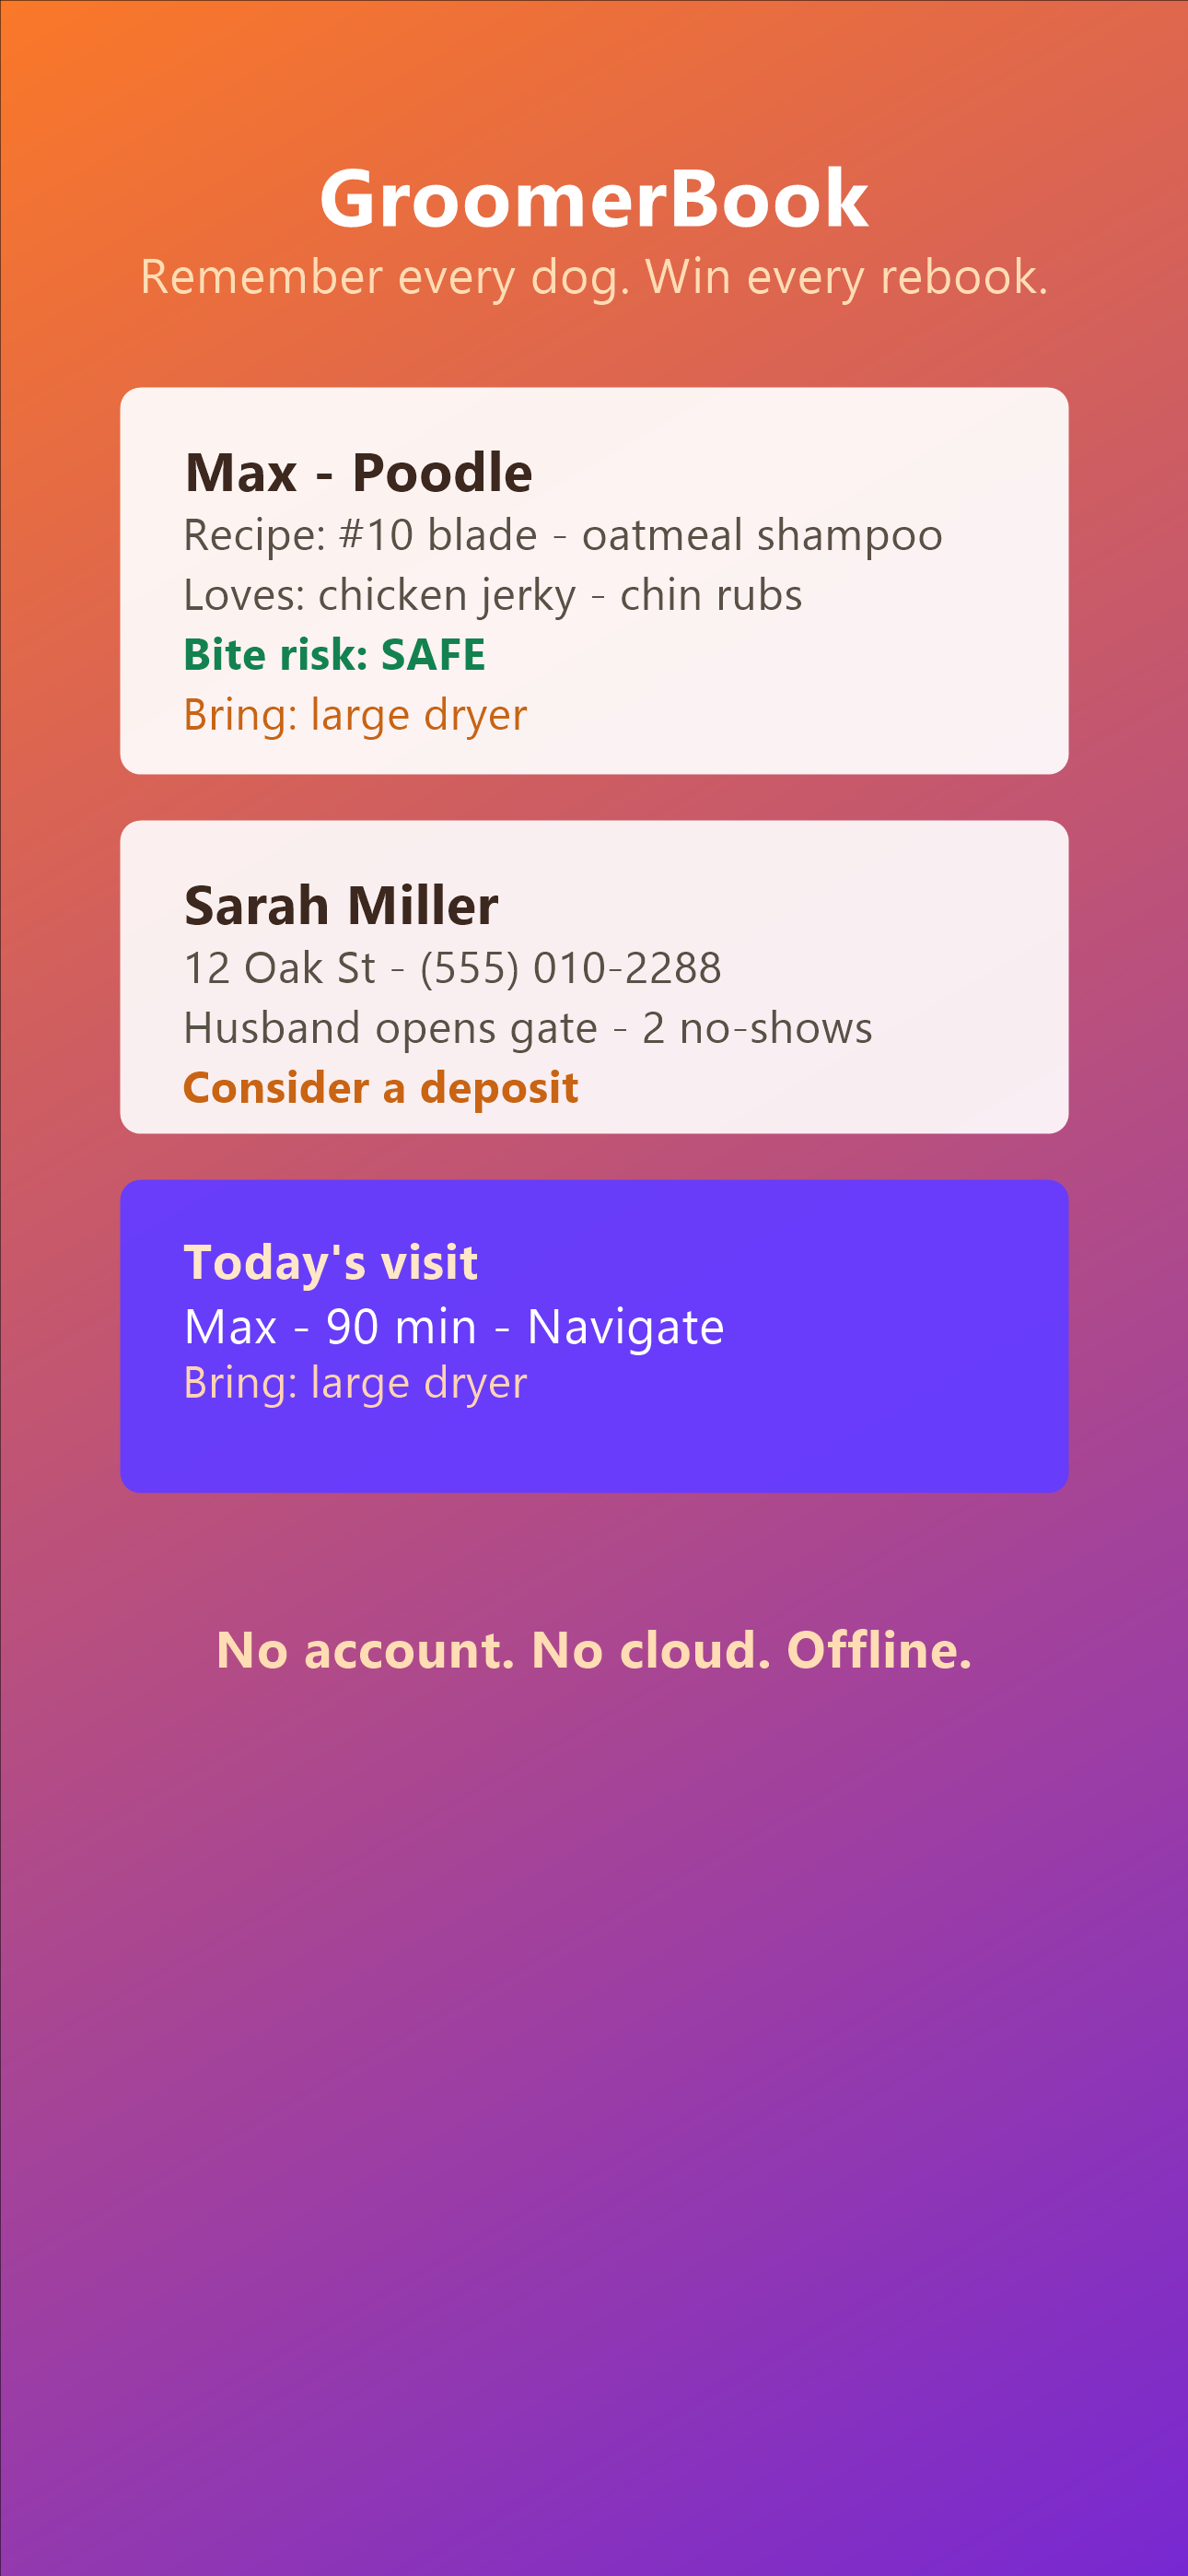 GroomerBook
Remember every dog. Win every rebook.
Max - Poodle
Recipe: #10 blade - oatmeal shampoo
Loves: chicken jerky - chin rubs
Bite risk: SAFE
Bring: large dryer
Sarah Miller
12 Oak St - (555) 010-2288
Husband opens gate - 2 no-shows
Consider a deposit
Today's visit
Max - 90 min - Navigate
Bring: large dryer
No account. No cloud. Offline.